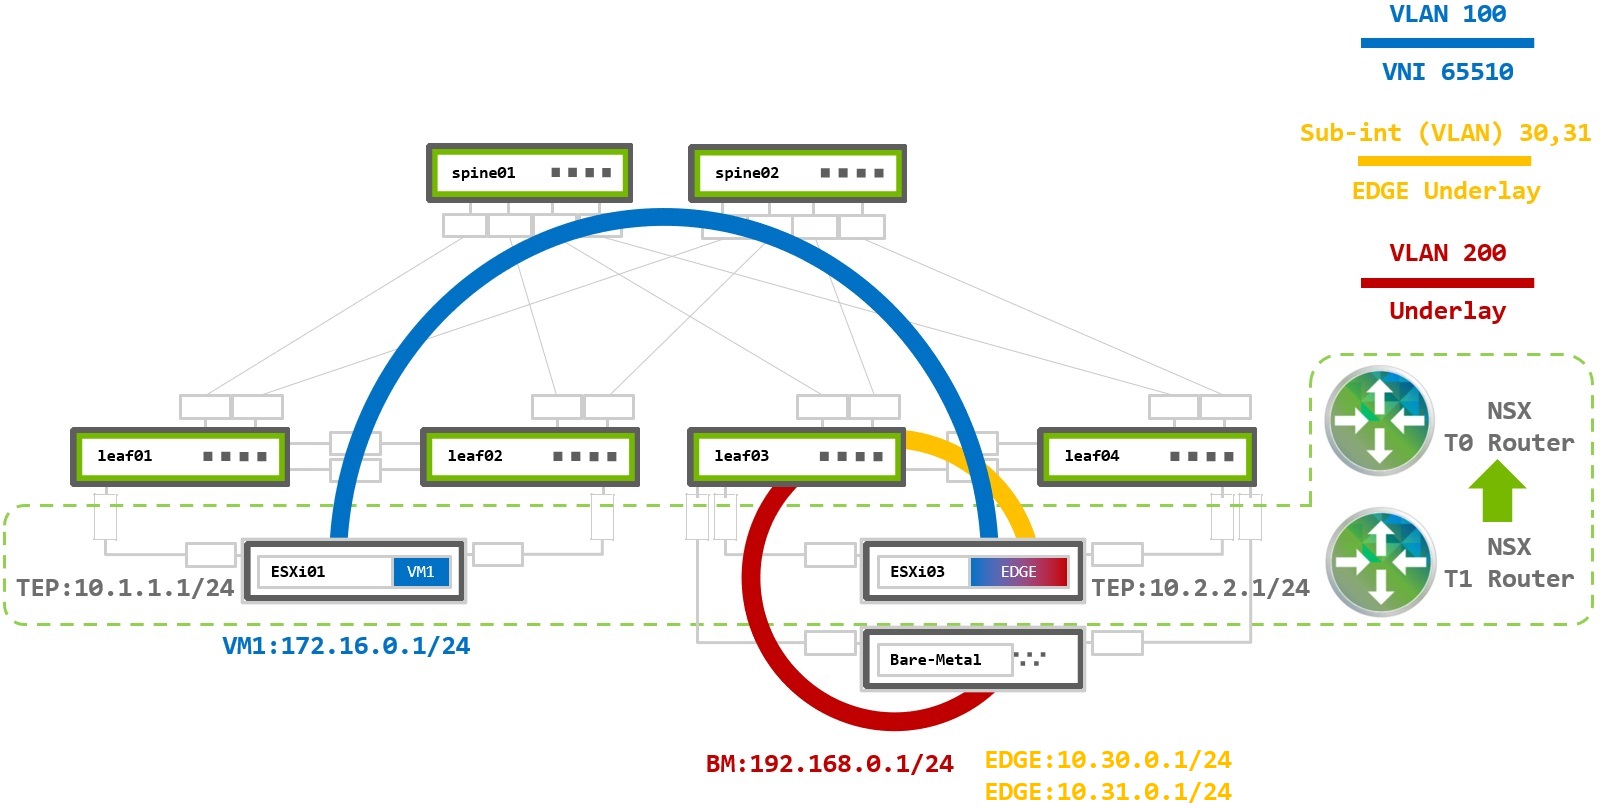 VLAN 100
VNI 65510
Sub-int (VLAN) 30,31
EDGE Underlay
VLAN 200
Underlay
spine01
spine02
leaf01
leaf02
leaf03
leaf04
NSX
T0 Router
NSX
T1 Router
ESXi01
VM1
ESXi03
EDGE
TEP:10.1.1.1/24
TEP:10.2.2.1/24
VM1:172.16.0.1/24
Bare-Metal
BM:192.168.0.1/24
EDGE:10.30.0.1/24
EDGE:10.31.0.1/24